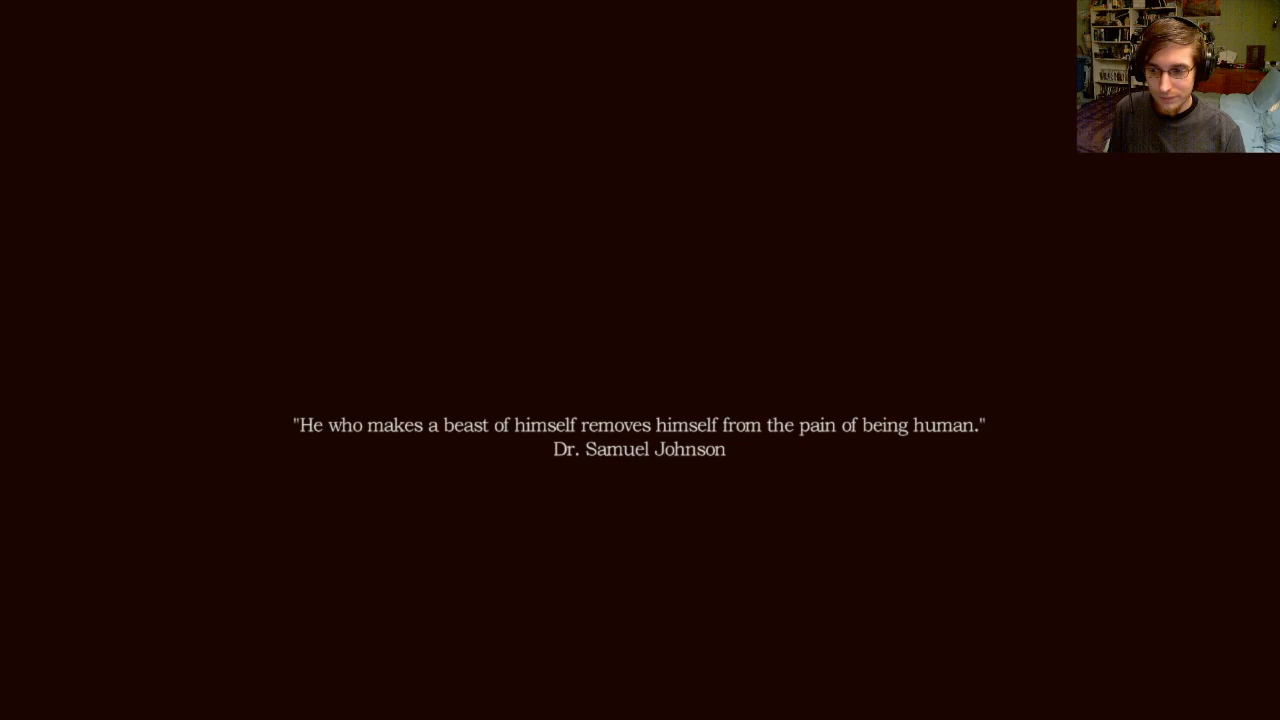 "He who makes a beast of himself removes himself from the pain of being human."
Dr. Samuel Johnson